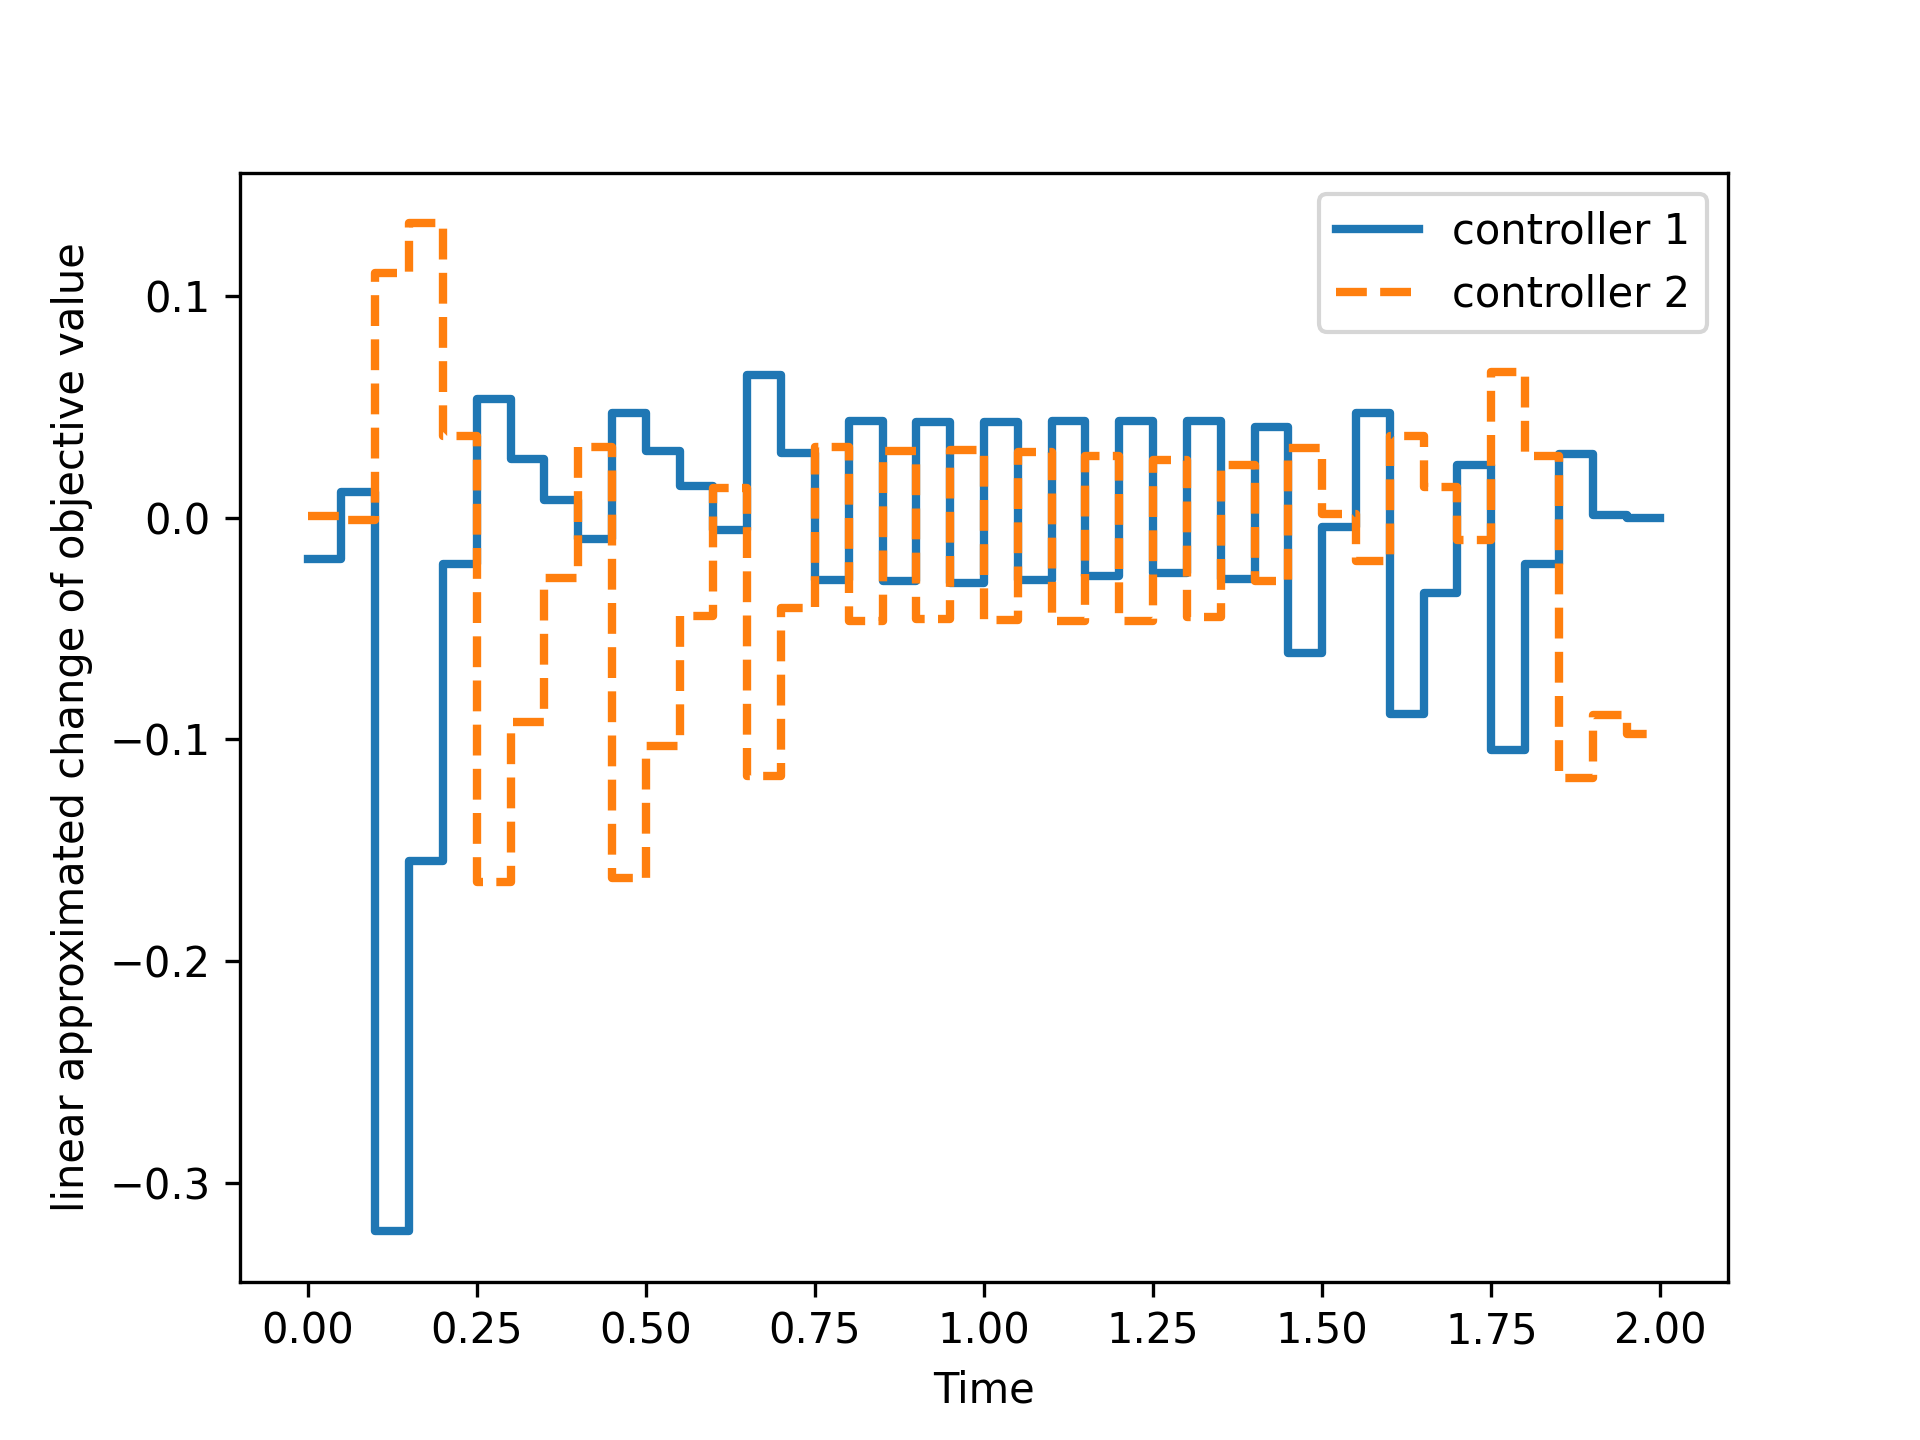 controller 1
controller 2
linear approximated change of objective value
0.1
0.0
−0.1
−0.2
−0.3
0.00 0.25 0.50 0.75 1.00 1.25 1.50 1.75 2.00
Time